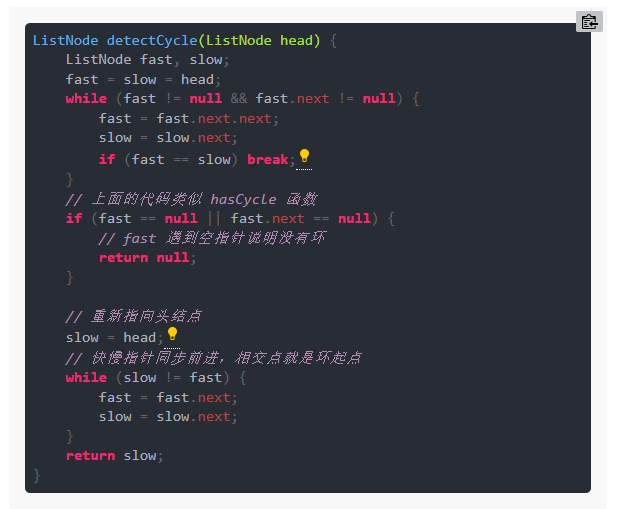 ListNode detectCycle(ListNode head) {
    ListNode fast, slow;
    fast = slow = head;
    while (fast != null && fast.next != null) {
        fast = fast.next.next;
        slow = slow.next;
        if (fast == slow) break;
    }
    // 上面的代码类似 hasCycle 函数
    if (fast == null || fast.next == null) {
        // fast 遇到空指针说明没有环
        return null;
    }

    // 重新指向头结点
    slow = head;
    // 快慢指针同步前进，相交点就是环起点
    while (slow != fast) {
        fast = fast.next;
        slow = slow.next;
    }
    return slow;
}